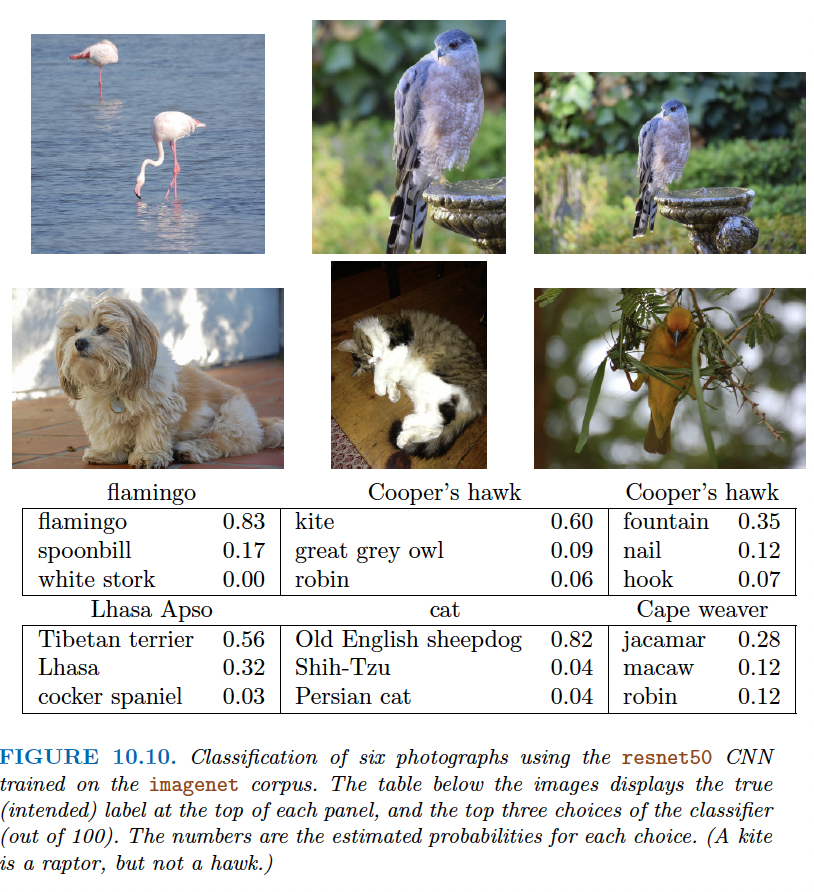 flamingo Cooper's hawk Cooper's hawk
flamingo 0.83 kite 0.60 fountain 0.35
spoonbill 0.17 great grey owl 0.09 nail 0.12
white stork 0.00 robin 0.06 hook 0.07
Lhasa Apso cat Cape weaver
Tibetan terrier 0.56 Old English sheepdog 0.82 jacamar 0.28
Lhasa 0.32 Shih-Tzu 0.04 macaw 0.12
cocker spaniel 0.03 Persian cat 0.04 robin 0.12
FIGURE 10.10. Classification of six photographs using the resnet50 CNN
trained on the imagenet corpus. The table below the images displays the true
(intended) label at the top of each panel, and the top three choices of the classifier
(out of 100). The numbers are the estimated probabilities for each choice. (A kite
is a raptor, but not a hawk.)